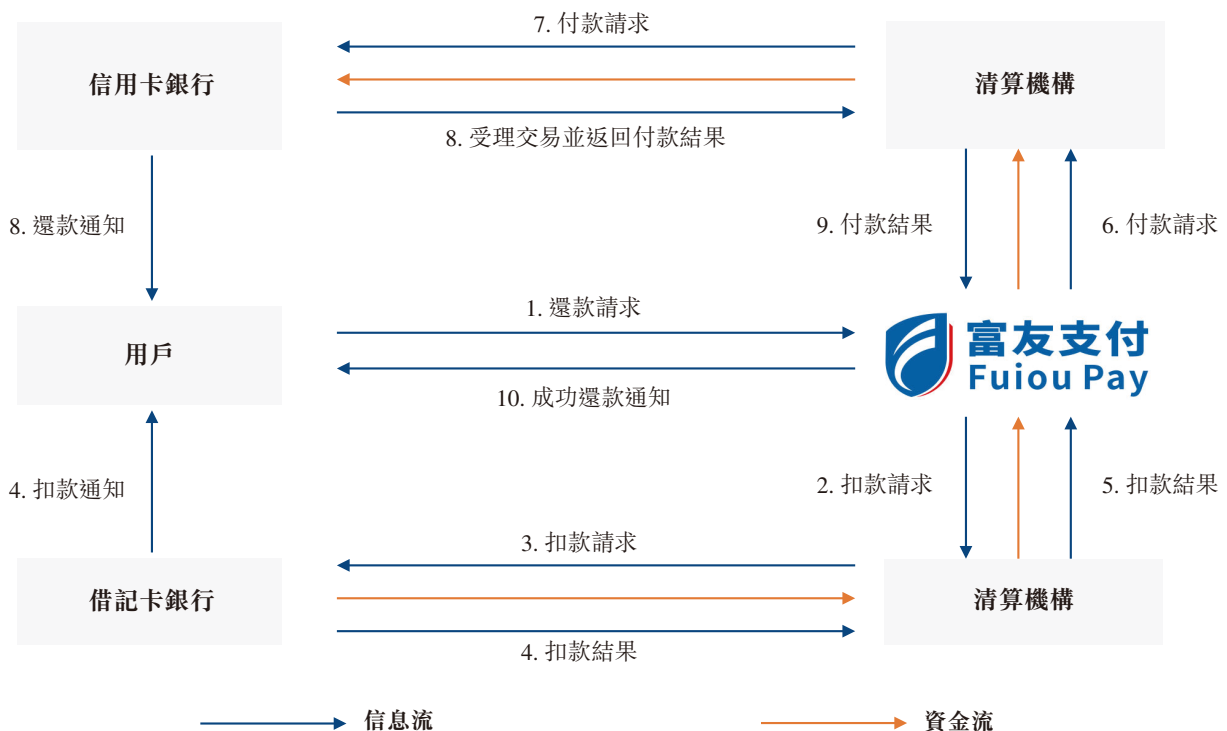 7. 付款請求
信用卡銀行
清算機構
8. 受理交易並返回付款結果
8. 還款通知
9. 付款結果
6. 付款請求
1. 還款請求
用戶
富友支付
Fuiou Pay
10. 成功還款通知
4. 扣款通知
2. 扣款請求
5. 扣款結果
3. 扣款請求
借記卡銀行
清算機構
4. 扣款結果
信息流
資金流